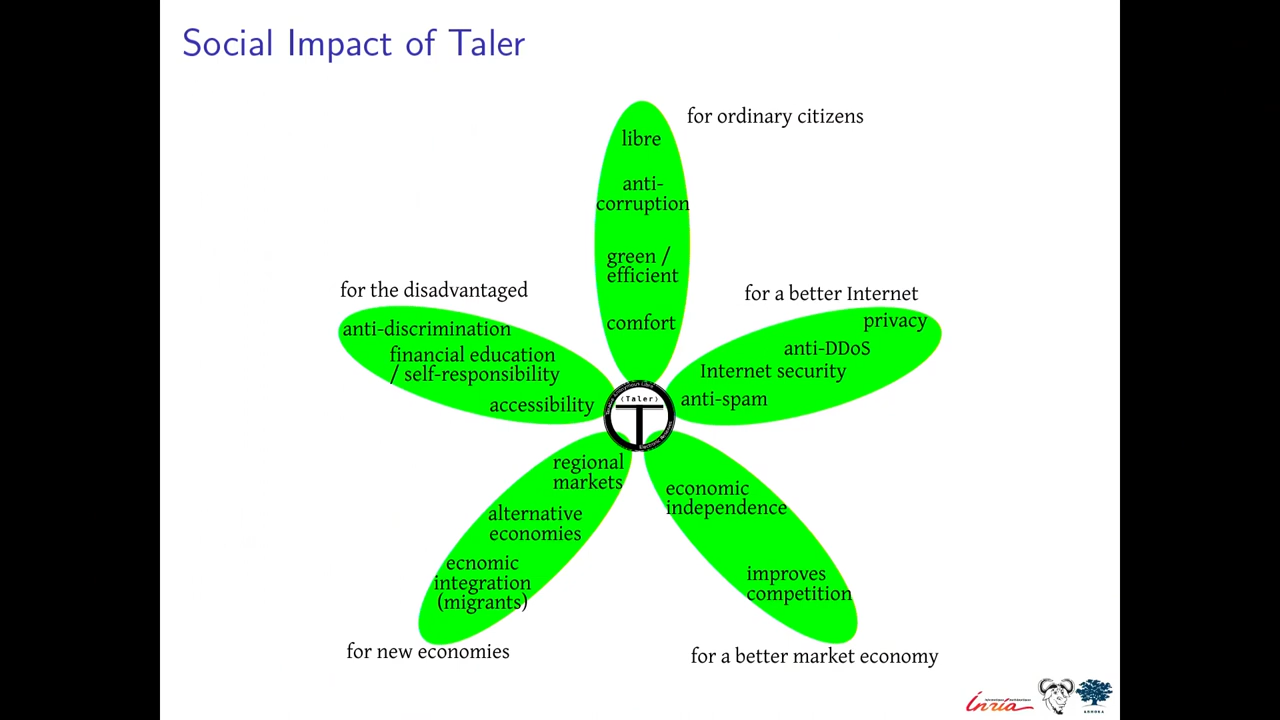 Social Impact of Taler
for ordinary citizens
libre
anti-
corruption
green /
efficient
comfort
for the disadvantaged
anti-discrimination
financial education
/ self-responsibility
accessibility
for a better Internet
privacy
anti-DDoS
Internet security
anti-spam
(Taler)
regional
markets
alternative
economies
ecnomic
integration
(migrants)
for new economies
economic
independence
improves
competition
for a better market economy
Inria
ASHOKA